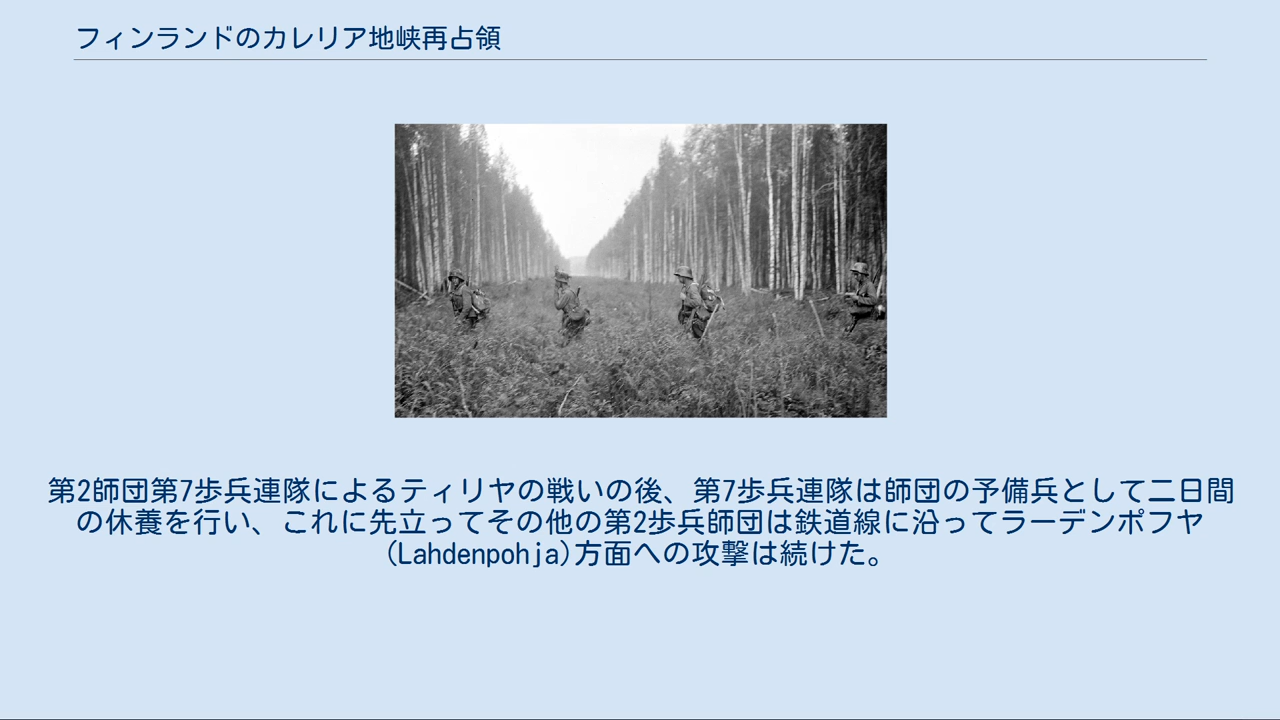 フィンランドのカレリア地峡再占領
第2師団第7歩兵連隊によるティリヤの戦いの後、第7歩兵連隊は師団の予備兵として二日間
の休養を行い、これに先立ってその他の第2歩兵師団は鉄道線に沿ってラーデンポフヤ
(Lahdenpohja)方面への攻撃は続けた。